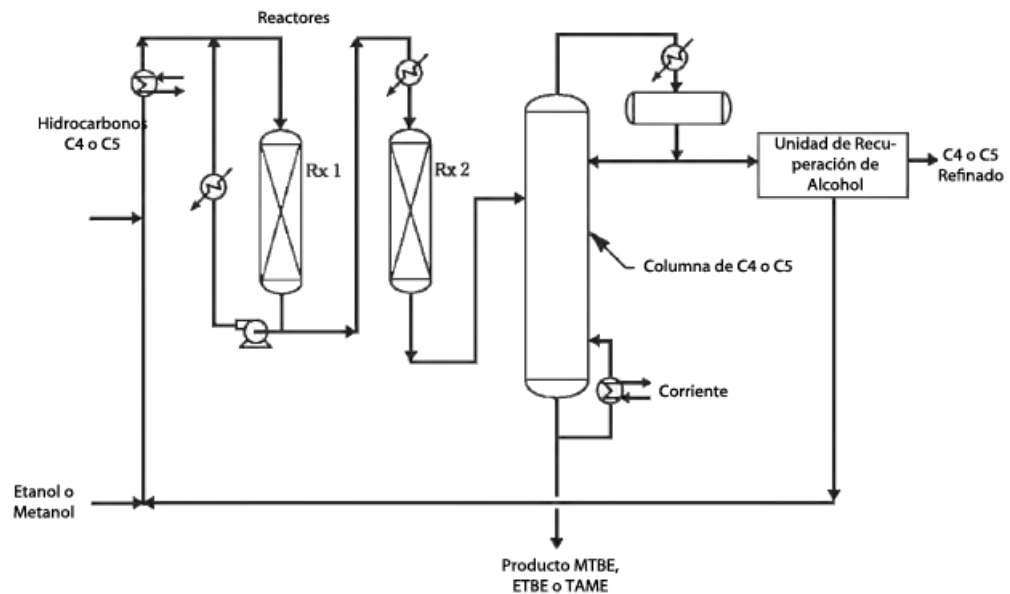 Reactores
Hidrocarbonos
C4 o C5
Rx 1
Rx 2
Unidad de Recu-
peración de
Alcohol
C4 o C5
Refinado
Columna de C4 o C5
Corriente
Etanol o
Metanol
Producto MTBE,
ETBE o TAME